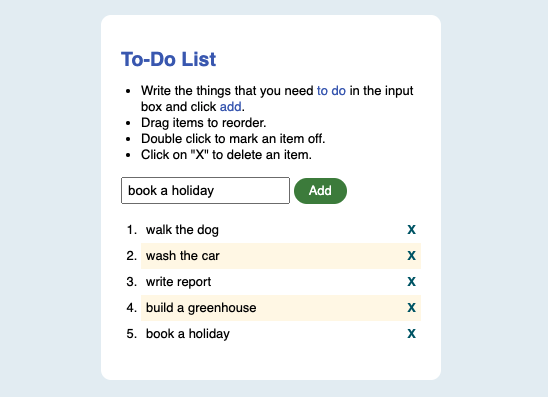 To-Do List
• Write the things that you need to do in the input
box and click add.
• Drag items to reorder.
• Double click to mark an item off.
• Click on "X" to delete an item.
book a holiday Add
1. walk the dog X
2. wash the car X
3. write report X
4. build a greenhouse X
5. book a holiday X